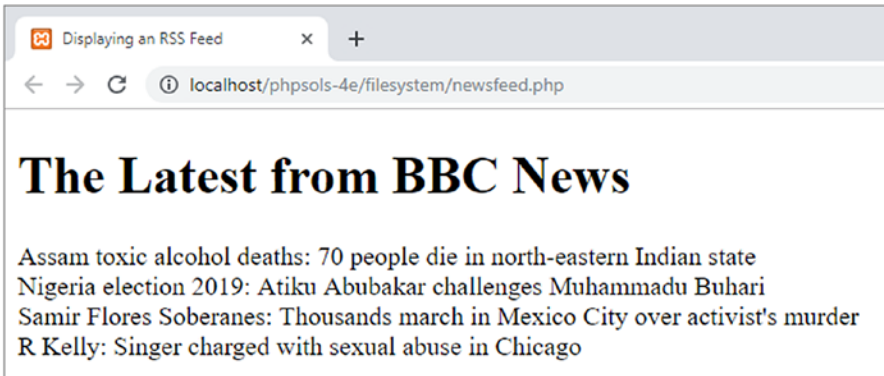 Displaying an RSS Feed
localhost/phpsols-4e/filesystem/newsfeed.php
The Latest from BBC News
Assam toxic alcohol deaths: 70 people die in north-eastern Indian state
Nigeria election 2019: Atiku Abubakar challenges Muhammadu Buhari
Samir Flores Soberanes: Thousands march in Mexico City over activist's murder
R Kelly: Singer charged with sexual abuse in Chicago